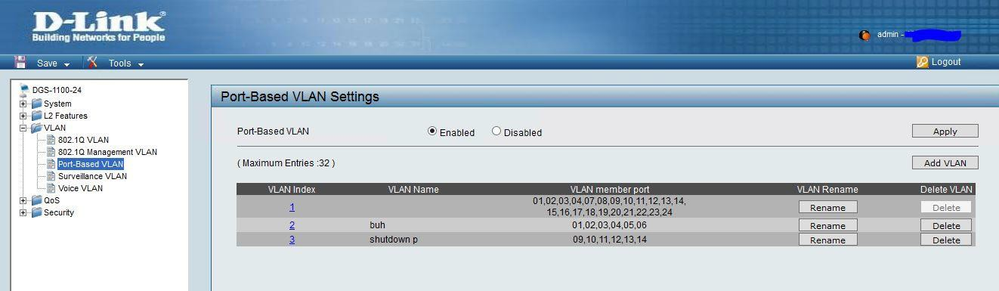 D-Link®
Building Networks for People
admin -
Save
Tools
Logout
DGS-1100-24
System
L2 Features
VLAN
802.1Q VLAN
802.1Q Management VLAN
Port-Based VLAN
Surveillance VLAN
Voice VLAN
QoS
Security
Port-Based VLAN Settings
Port-Based VLAN Enabled Disabled Apply
( Maximum Entries :32 ) Add VLAN
VLAN Index VLAN Name VLAN member port VLAN Rename Delete VLAN
1 01,02,03,04,07,08,09,10,11,12,13,14, Rename Delete
15,16,17,18,19,20,21,22,23,24
2 buh 01,02,03,04,05,06 Rename Delete
3 shutdown p 09,10,11,12,13,14 Rename Delete